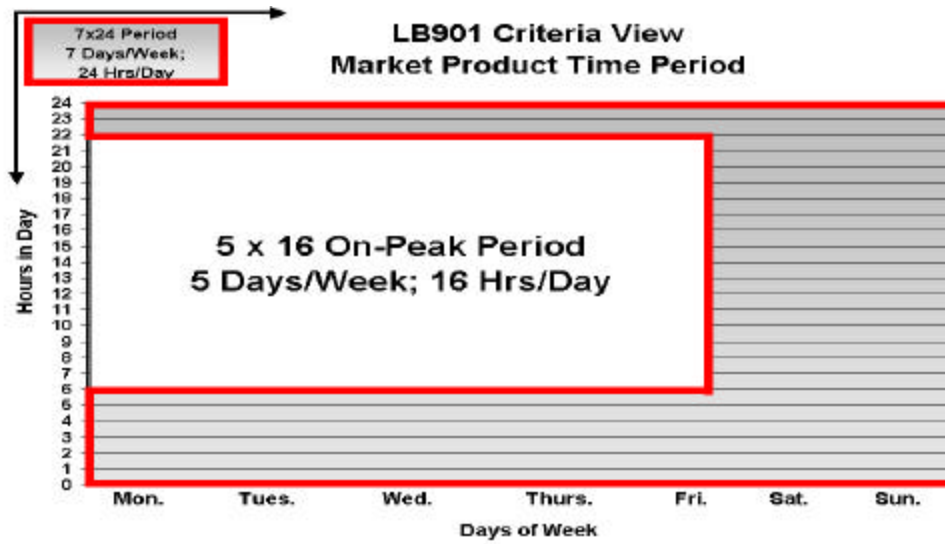 7x24 Period
7 Days/Week;
24 Hrs/Day
LB901 Criteria View
Market Product Time Period
24
23
22
21
20
19
18
17
16
15
14
13
12
11
10
9
8
7
6
5
4
3
2
1
0
Hours in Day
5 x 16 On-Peak Period
5 Days/Week; 16 Hrs/Day
Mon. Tues. Wed. Thurs. Fri. Sat. Sun.
Days of Week